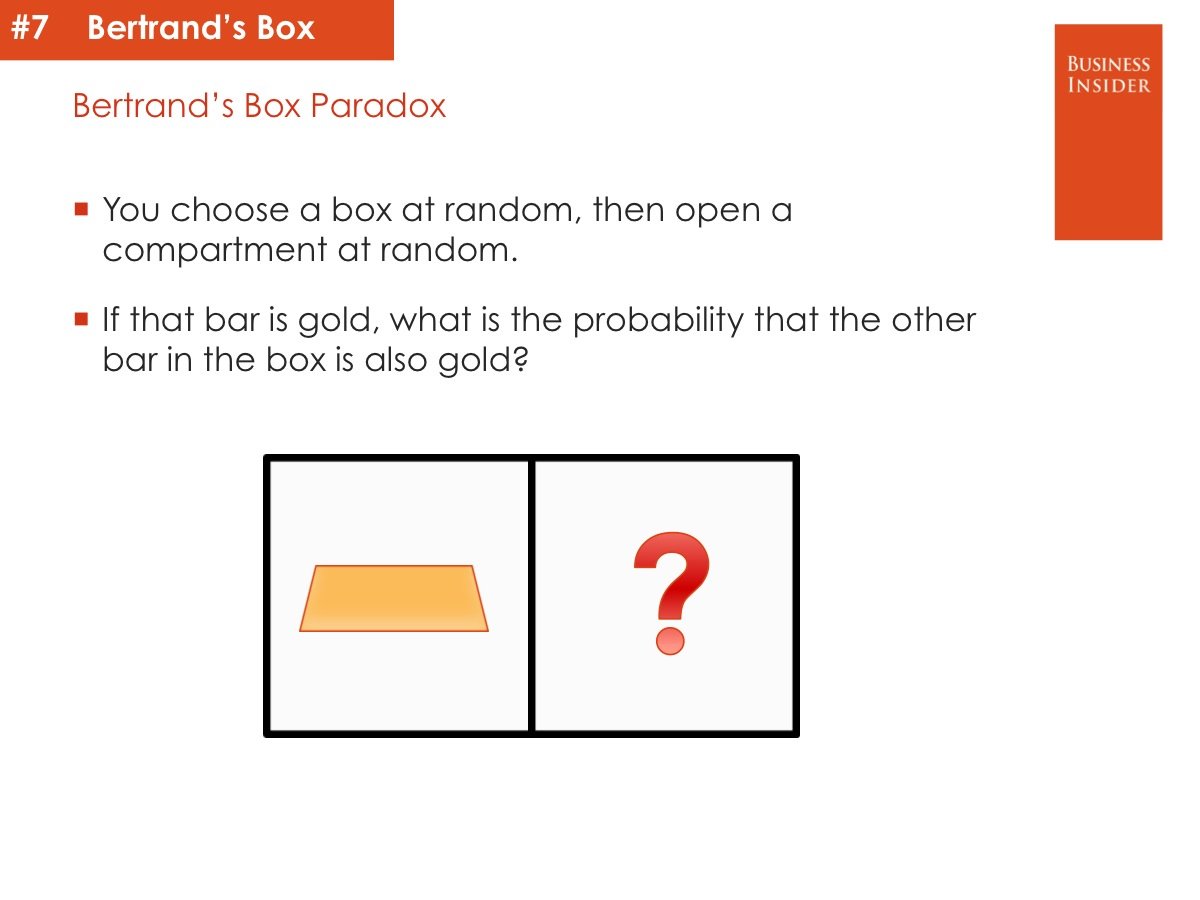 #7 Bertrand’s Box
BUSINESS
INSIDER
Bertrand’s Box Paradox
▪ You choose a box at random, then open a
compartment at random.
▪ If that bar is gold, what is the probability that the other
bar in the box is also gold?
?